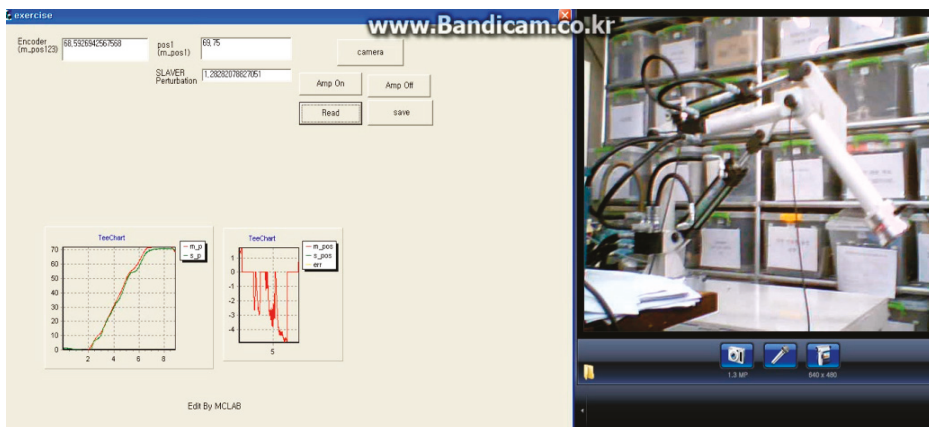 exercise
www.Bandicam.co.kr
Encoder
(m_pos123)
68,5926942567568
pos1
(m_pos1)
69,75
camera
SLAVER
Perturbation
1.28282078827051
Amp On
Amp Off
Read
save
TeeChart
m_p
s_p
70
60
50
40
30
20
10
0
2 4 6 8
TeeChart
m_pos
s_pos
err
1
0
-1
-2
-3
-4
5
1.3 MP
640 x 480
Edit By MCLAB